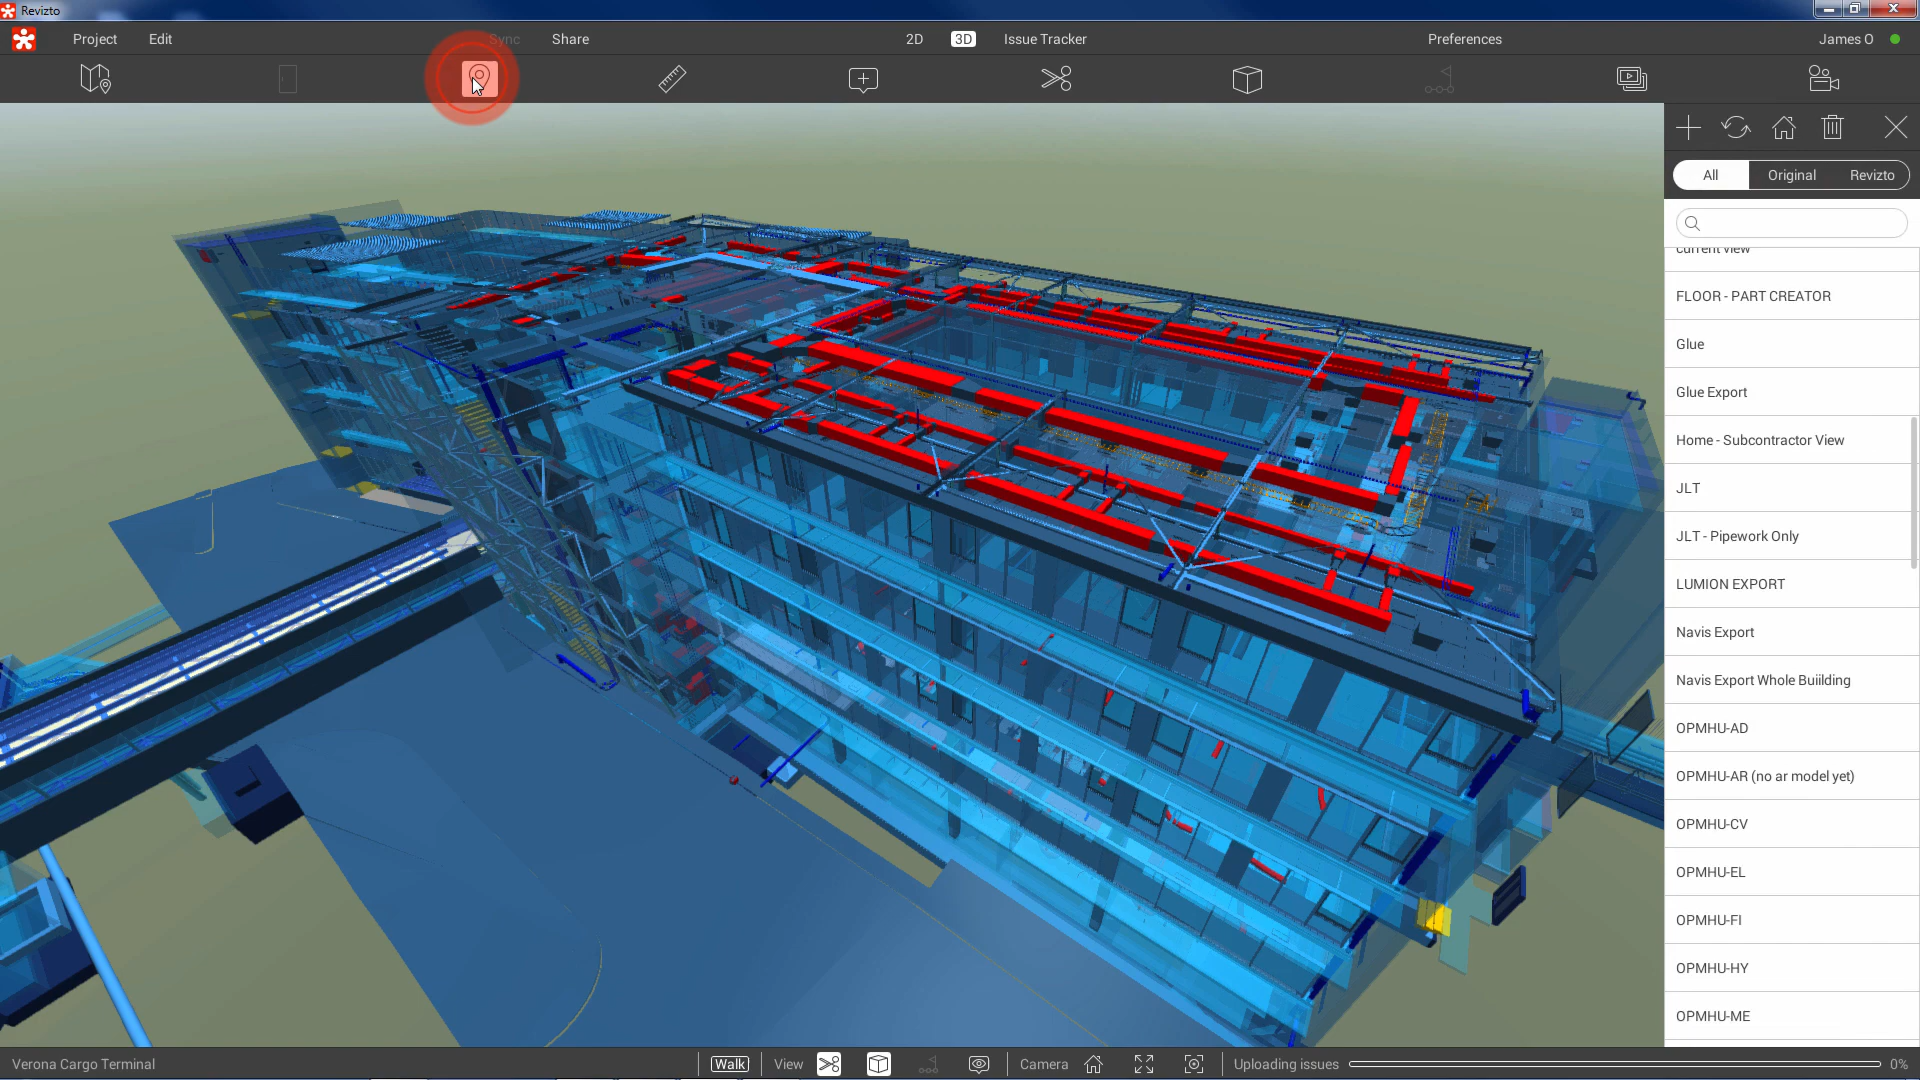 Revizto
Project Edit Sync Share 2D 3D Issue Tracker Preferences James O
All Original Revizto
current view
FLOOR - PART CREATOR
Glue
Glue Export
Home - Subcontractor View
JLT
JLT - Pipework Only
LUMION EXPORT
Navis Export
Navis Export Whole Buiilding
OPMHU-AD
OPMHU-AR (no ar model yet)
OPMHU-CV
OPMHU-EL
OPMHU-FI
OPMHU-HY
OPMHU-ME
Verona Cargo Terminal Walk View Camera Uploading issues 0%